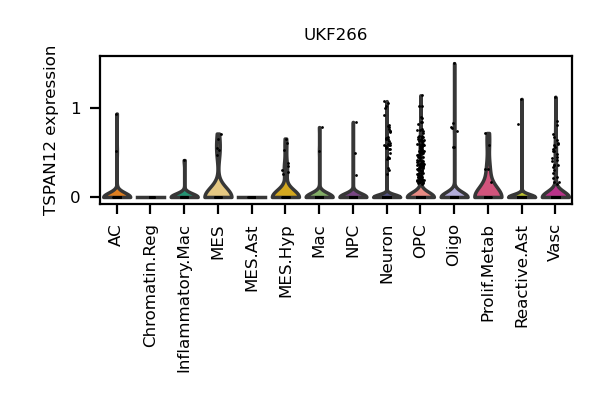 UKF266
TSPAN12 expression
1
0
AC
Chromatin.Reg
Inflammatory.Mac
MES
MES.Ast
MES.Hyp
Mac
NPC
Neuron
OPC
Oligo
Prolif.Metab
Reactive.Ast
Vasc